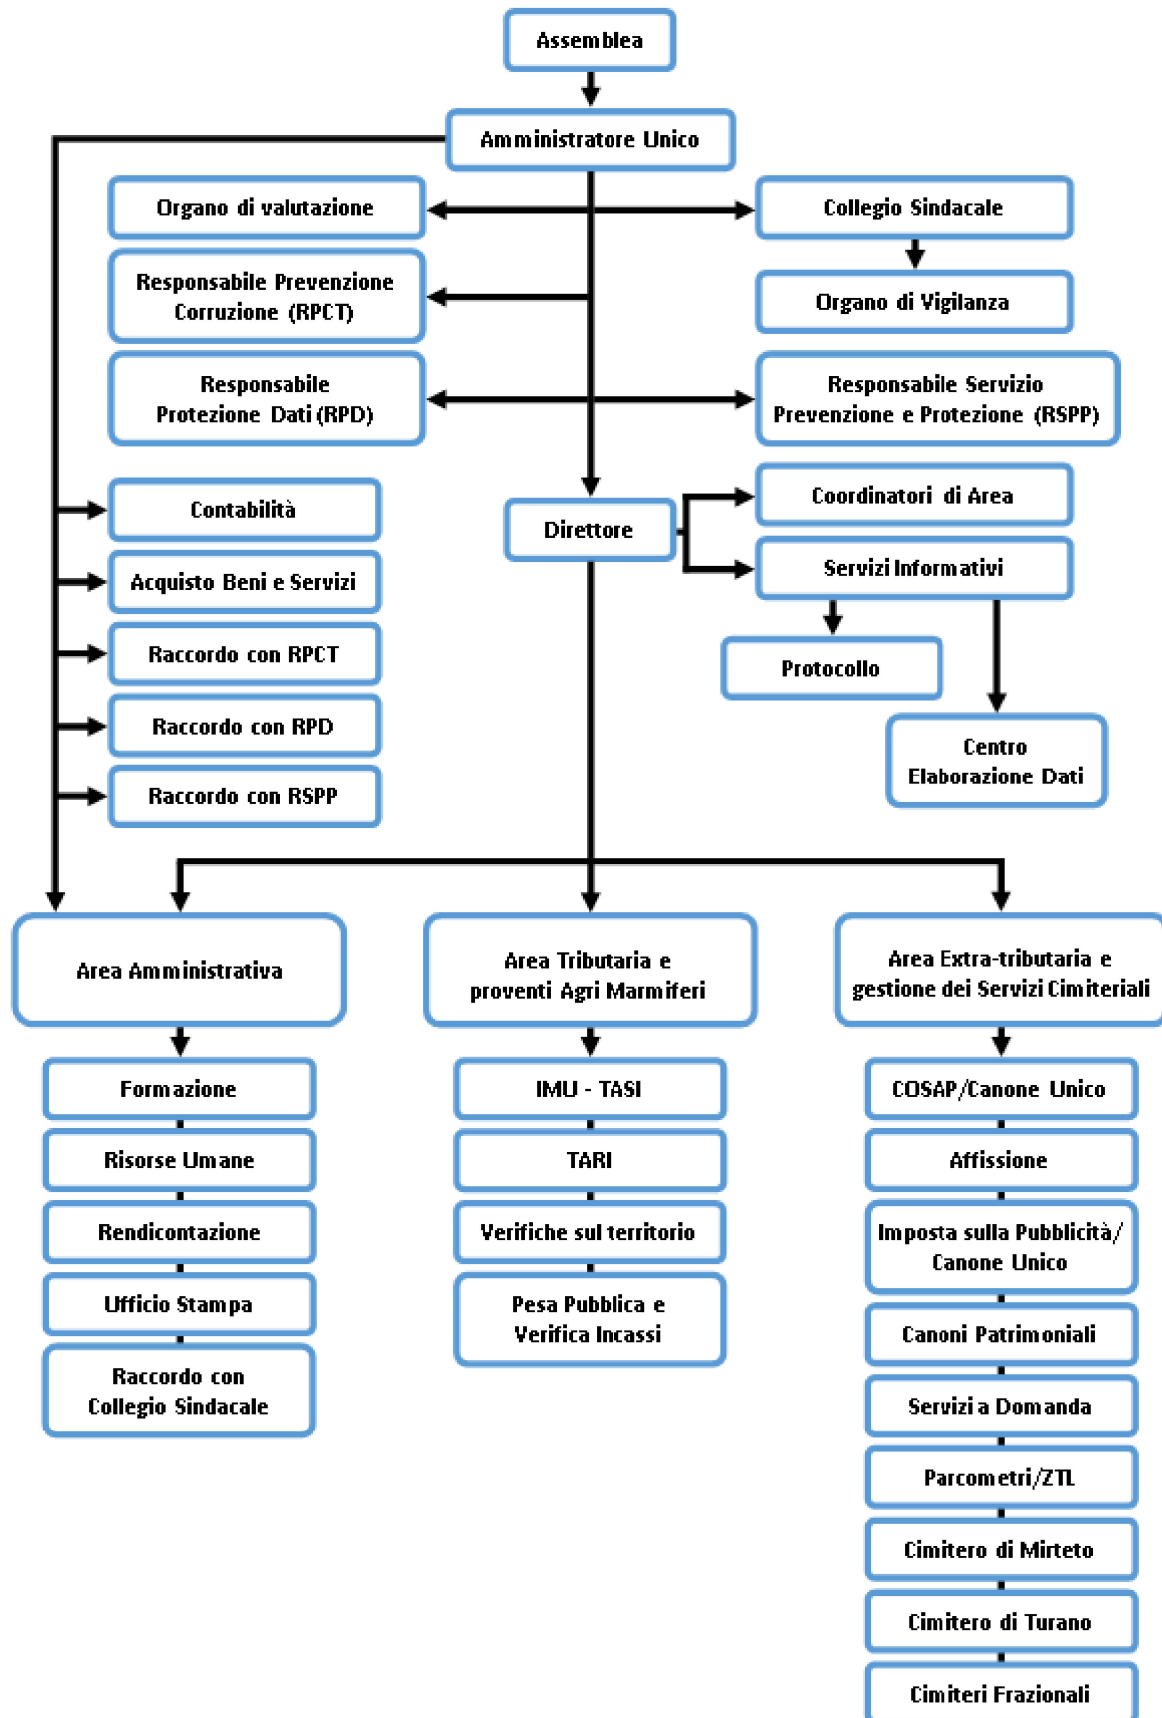 Assemblea
Amministratore Unico
Organo di valutazione
Collegio Sindacale
Responsabile Prevenzione
Corruzione (RPCT)
Organo di Vigilanza
Responsabile
Protezione Dati (RPD)
Responsabile Servizio
Prevenzione e Protezione (RSPP)
Contabilità
Acquisto Beni e Servizi
Raccordo con RPCT
Raccordo con RPD
Raccordo con RSPP
Direttore
Coordinatori di Area
Servizi Informativi
Protocollo
Centro
Elaborazione Dati
Area Amministrativa
Formazione
Risorse Umane
Rendicontazione
Ufficio Stampa
Raccordo con
Collegio Sindacale
Area Tributaria e
proventi Agri Marmiferi
IMU - TASI
TARI
Verifiche sul territorio
Pesa Pubblica e
Verifica Incassi
Area Extra-tributaria e
gestione dei Servizi Cimiteriali
COSAP/Canone Unico
Affissione
Imposta sulla Pubblicità/
Canone Unico
Canoni Patrimoniali
Servizi a Domanda
Parcometri/ZTL
Cimitero di Mirteto
Cimitero di Turano
Cimiteri Frazionali